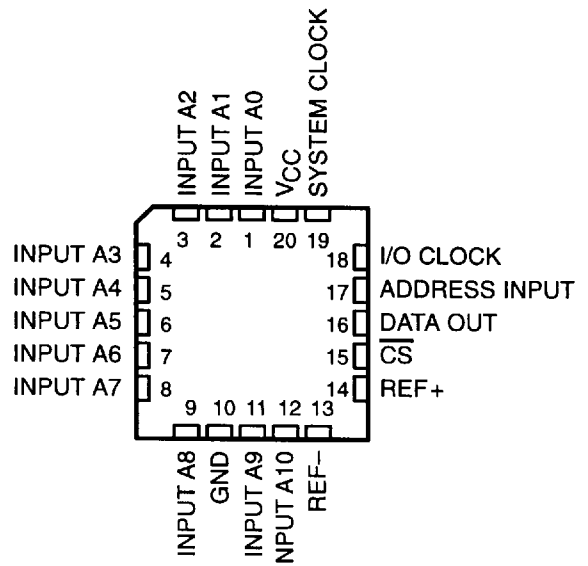 INPUT A2
INPUT A1
INPUT A0
VCC
SYSTEM CLOCK
3 2 1 20 19
INPUT A3 4
INPUT A4 5
INPUT A5 6
INPUT A6 7
INPUT A7 8
18 I/O CLOCK
17 ADDRESS INPUT
16 DATA OUT
15 C̅S̅
14 REF+
9 10 11 12 13
INPUT A8
GND
INPUT A9
NPUT A10
REF−